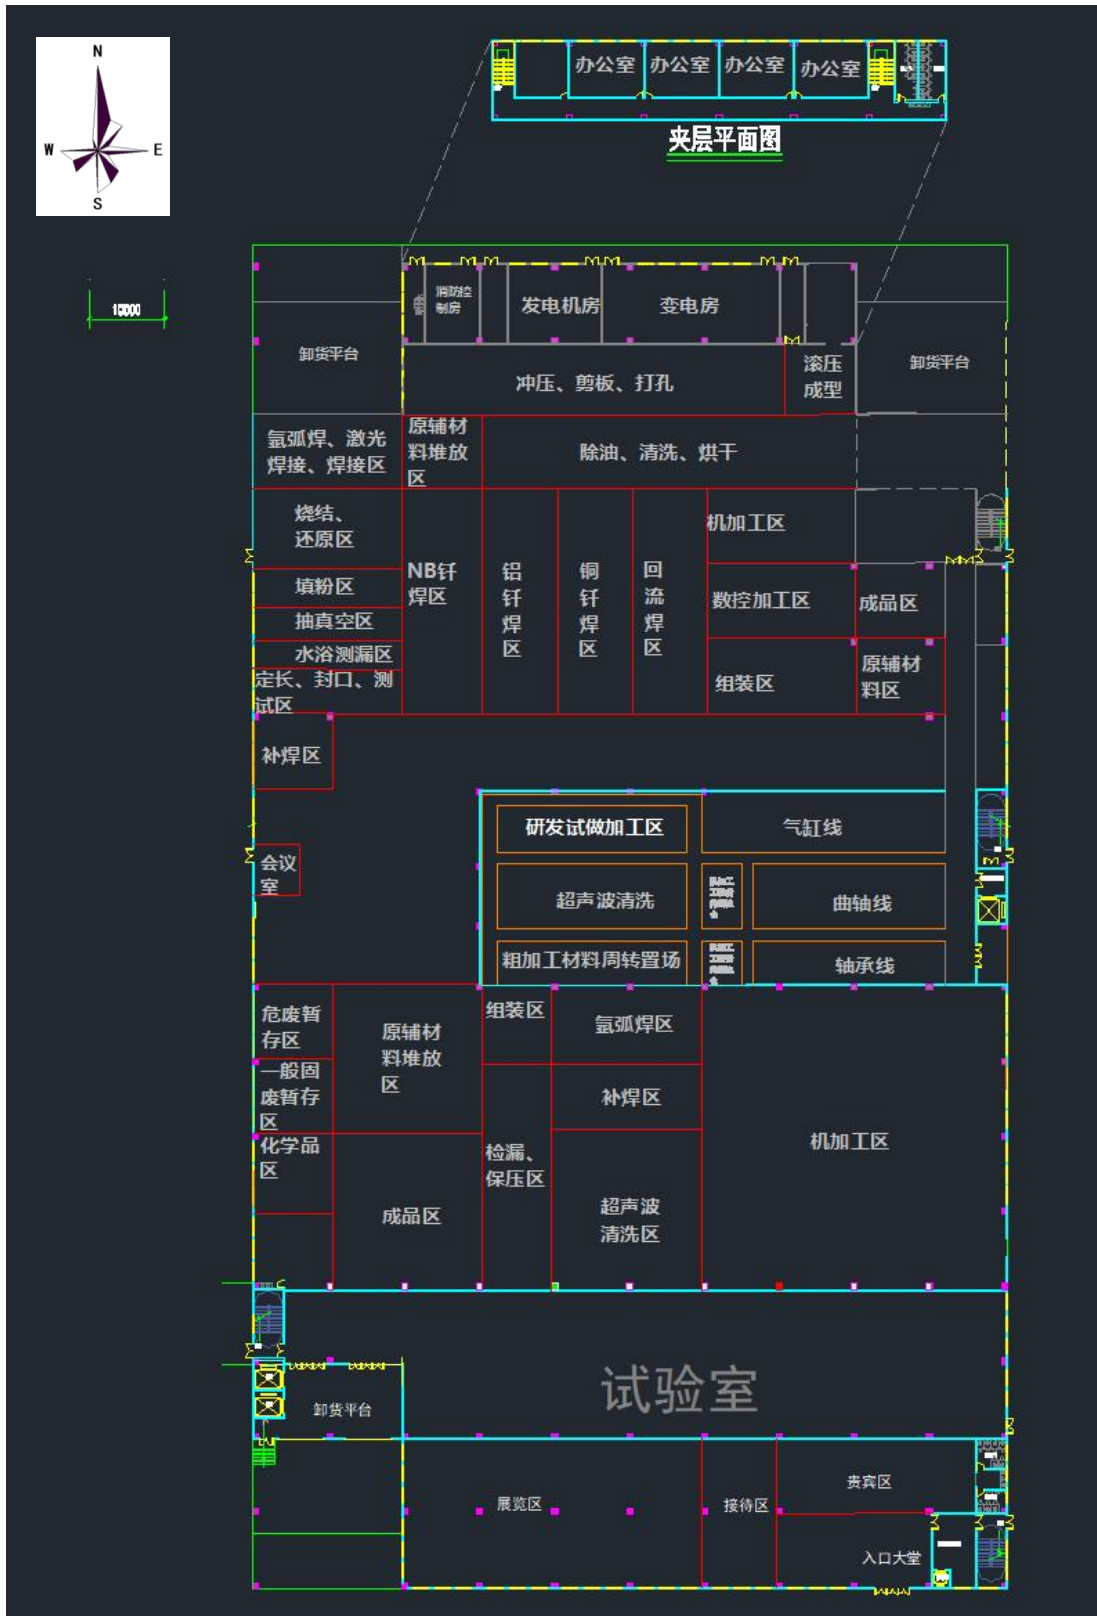 N
W
E
S
10000
办公室
办公室
办公室
办公室
夹层平面图
消防控
制房
发电机房
变电房
卸货平台
冲压、剪板、打孔
滚压
成型
卸货平台
氩弧焊、激光
焊接、焊接区
原辅材
料堆放
区
除油、清洗、烘干
烧结、
还原区
填粉区
抽真空区
水浴测漏区
定长、封口、测
试区
NB钎
焊区
铝
钎
焊
区
铜
钎
焊
区
回
流
焊
区
机加工区
数控加工区
成品区
组装区
原辅材
料区
补焊区
会议
室
研发试做加工区
气缸线
超声波清洗
曲轴线
粗加工材料周转置场
轴承线
危废暂
存区
一般固
废暂存
区
化学品
区
原辅材
料堆放
区
成品区
组装区
检漏、
保压区
氩弧焊区
补焊区
超声波
清洗区
机加工区
试验室
卸货平台
展览区
接待区
贵宾区
入口大堂